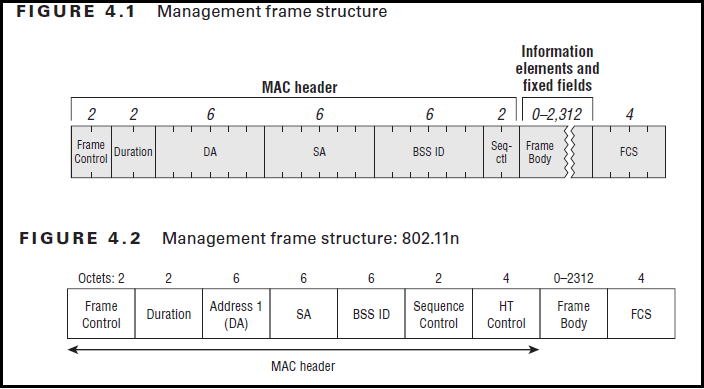 FIGURE 4.1 Management frame structure
Information
elements and
fixed fields
MAC header
2 2 6 6 6 2 0–2,312 4
Frame Control Duration DA SA BSS ID Seq-ctl Frame Body FCS
FIGURE 4.2 Management frame structure: 802.11n
Octets: 2 2 6 6 6 2 4 0–2312 4
Frame Control Duration Address 1 (DA) SA BSS ID Sequence Control HT Control Frame Body FCS
MAC header